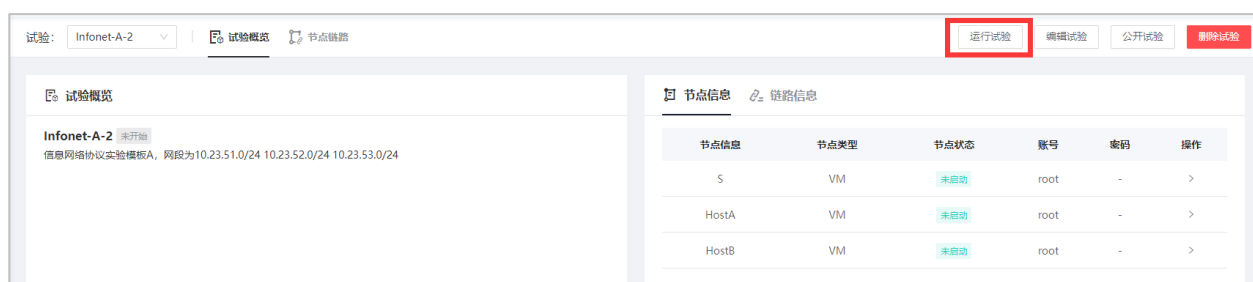 试验： Infonet-A-2 试验概览 节点链路 运行试验 编辑试验 公开试验 删除试验
试验概览
Infonet-A-2 未开始
信息网络协议实验模板A，网段为10.23.51.0/24 10.23.52.0/24 10.23.53.0/24
节点信息 链路信息
节点信息 节点类型 节点状态 账号 密码 操作
S VM 未启动 root - >
HostA VM 未启动 root - >
HostB VM 未启动 root - >